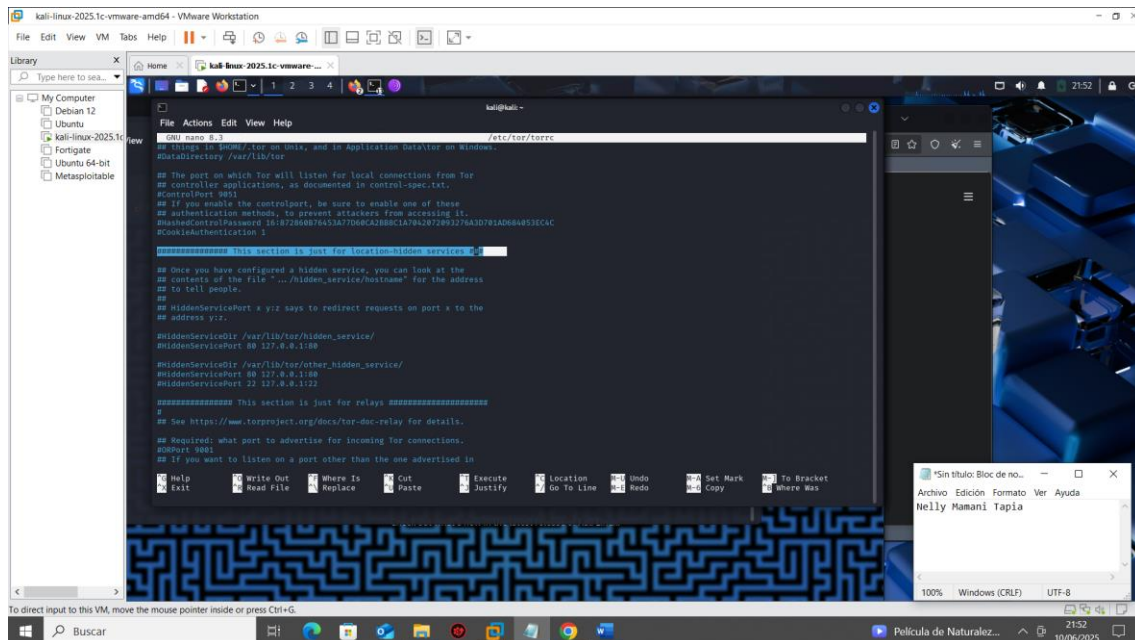 kali-linux-2025.1c-vmware-amd64 - VMware Workstation
File Edit View VM Tabs Help
Library
Type here to sea...
My Computer
Debian 12
Ubuntu
kali-linux-2025.1c
Fortigate
Ubuntu 64-bit
Metasploitable
Home
kali-linux-2025.1c-vmware-...
1 2 3 4
21:52
kali@kali: ~
File Actions Edit View Help
GNU nano 8.3 /etc/tor/torrc
## things in $HOME/.tor on Unix, and in Application Data\tor on Windows.
#DataDirectory /var/lib/tor
## The port on which Tor will listen for local connections from Tor
## controller applications, as documented in control-spec.txt.
#ControlPort 9051
## If you enable the controlport, be sure to enable one of these
## authentication methods, to prevent attackers from accessing it.
#HashedControlPassword 16:872860B76453A77D60CA2BB8C1A7042072093276A3D701AD684053EC4C
#CookieAuthentication 1
############### This section is just for location-hidden services ###
## Once you have configured a hidden service, you can look at the
## contents of the file ".../hidden_service/hostname" for the address
## to tell people.
##
## HiddenServicePort x y:z says to redirect requests on port x to the
## address y:z.
#HiddenServiceDir /var/lib/tor/hidden_service/
#HiddenServicePort 80 127.0.0.1:80
#HiddenServiceDir /var/lib/tor/other_hidden_service/
#HiddenServicePort 80 127.0.0.1:80
#HiddenServicePort 22 127.0.0.1:22
################ This section is just for relays #####################
#
## See https://www.torproject.org/docs/tor-doc-relay for details.
## Required: what port to advertise for incoming Tor connections.
#ORPort 9001
## If you want to listen on a port other than the one advertised in
^G Help ^O Write Out ^F Where Is ^K Cut ^T Execute ^C Location M-U Undo M-A Set Mark M-] To Bracket
^X Exit ^R Read File ^\ Replace ^U Paste ^J Justify ^/ Go To Line M-E Redo M-6 Copy ^B Where Was
*Sin título: Bloc de no...
Archivo Edición Formato Ver Ayuda
Nelly Mamani Tapia
100% Windows (CRLF) UTF-8
To direct input to this VM, move the mouse pointer inside or press Ctrl+G.
Buscar
Película de Naturalez...
21:52
10/06/2025